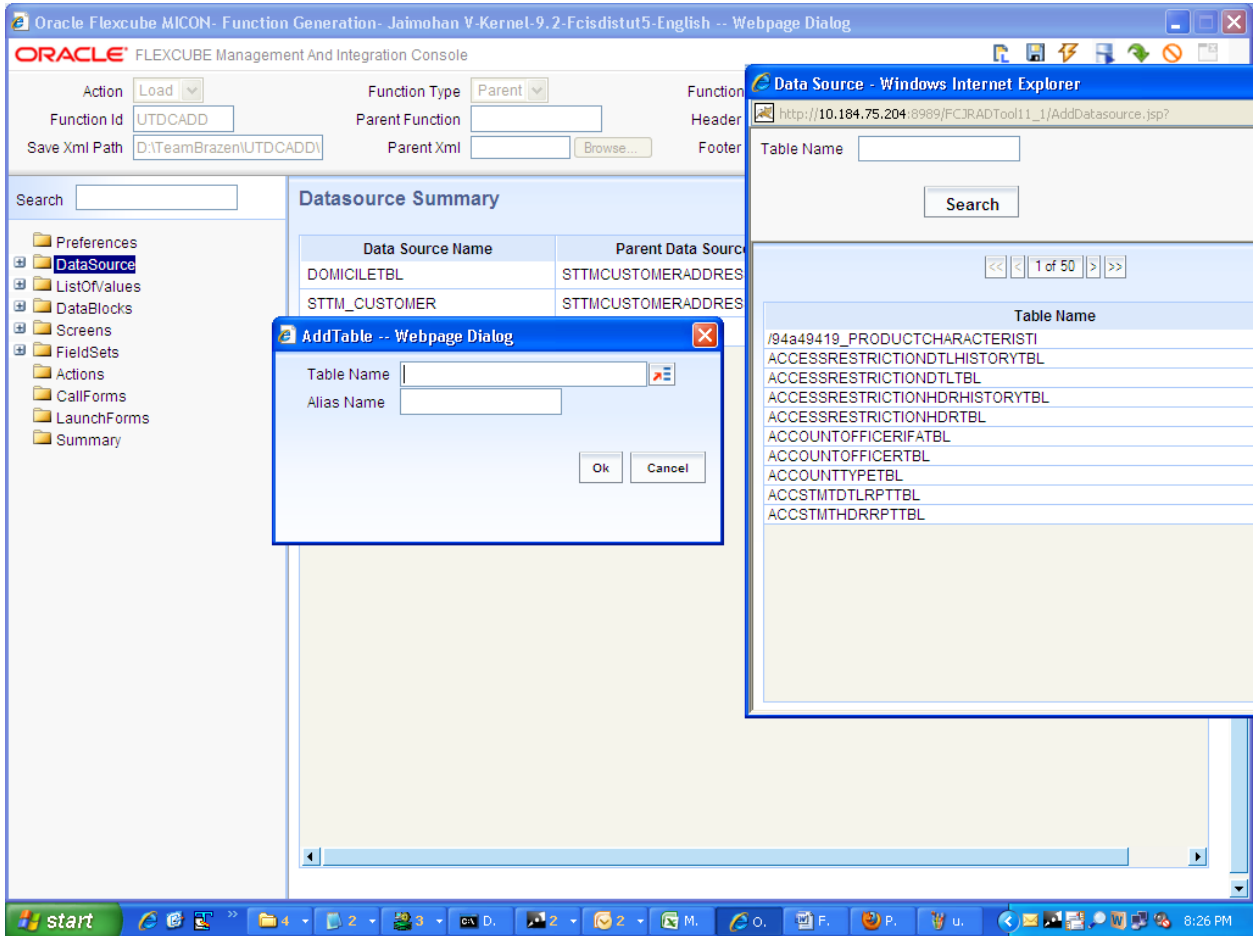 Oracle Flexcube MICON- Function Generation- Jaimohan V-Kernel-9.2-Fcisdistut5-English -- Webpage Dialog
ORACLE FLEXCUBE Management And Integration Console
Action Load Function Type Parent Function
Function Id UTDCADD Parent Function Header
Save Xml Path D:\TeamBrazen\UTDCADD\ Parent Xml Browse... Footer
Search
Preferences
DataSource
ListOfValues
DataBlocks
Screens
FieldSets
Actions
CallForms
LaunchForms
Summary
Datasource Summary
Data Source Name Parent Data Source
DOMICILETBL STTMCUSTOMERADDRES
STTM_CUSTOMER STTMCUSTOMERADDRES
AddTable -- Webpage Dialog
Table Name
Alias Name
Ok Cancel
Data Source - Windows Internet Explorer
http://10.184.75.204:8989/FCJRADTool11_1/AddDatasource.jsp?
Table Name
Search
<< < 1 of 50 > >>
Table Name
/94a49419_PRODUCTCHARACTERISTI
ACCESSRESTRICTIONDTLHISTORYTBL
ACCESSRESTRICTIONDTLTBL
ACCESSRESTRICTIONHDRHISTORYTBL
ACCESSRESTRICTIONHDRTBL
ACCOUNTOFFICERIFATBL
ACCOUNTOFFICERTBL
ACCOUNTTYPETBL
ACCSTMTDTLRPTTBL
ACCSTMTHDRRPTTBL
start 4 2 3 D. 2 2 M. O. F. P. u. 8:26 PM